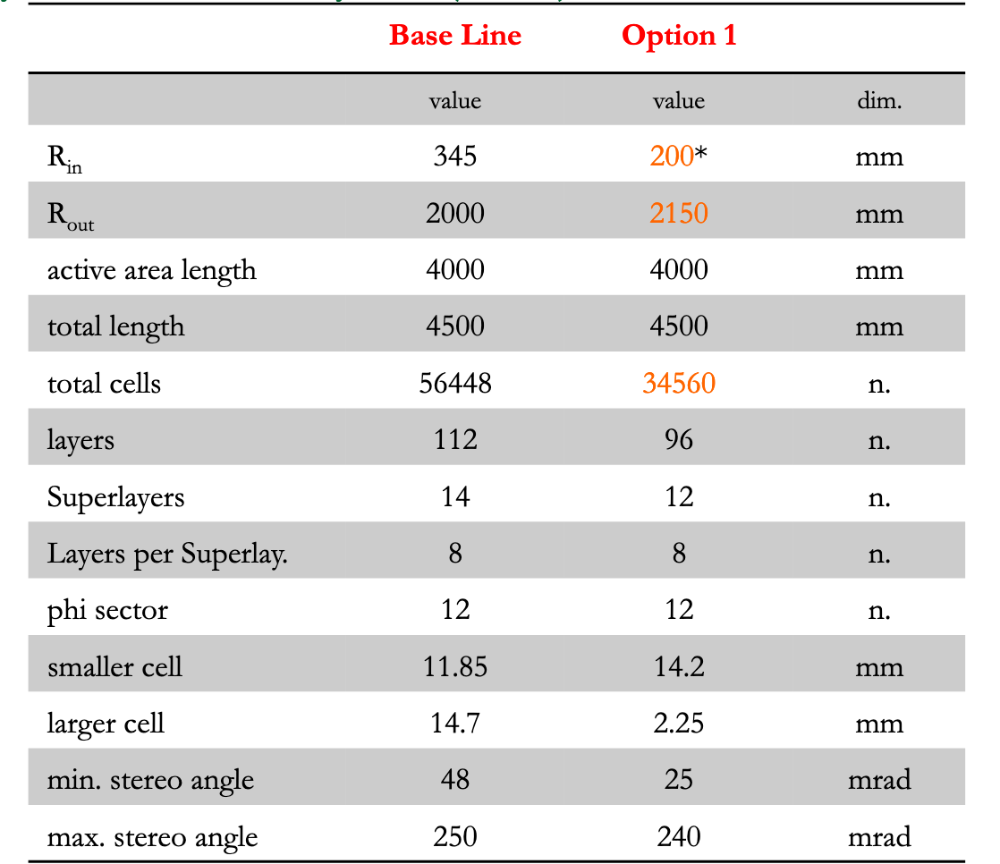 Base Line Option 1
value value dim.
R_in 345 200* mm
R_out 2000 2150 mm
active area length 4000 4000 mm
total length 4500 4500 mm
total cells 56448 34560 n.
layers 112 96 n.
Superlayers 14 12 n.
Layers per Superlay. 8 8 n.
phi sector 12 12 n.
smaller cell 11.85 14.2 mm
larger cell 14.7 2.25 mm
min. stereo angle 48 25 mrad
max. stereo angle 250 240 mrad